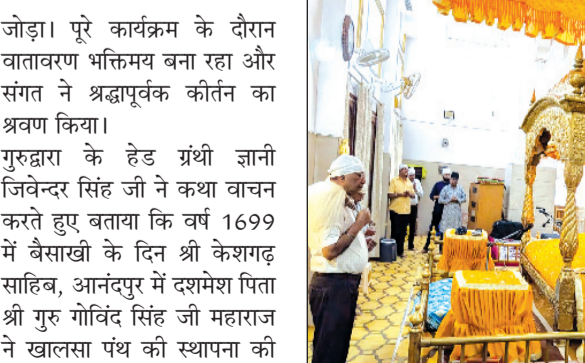 जोड़ा। पूरे कार्यक्रम के दौरान
वातावरण भक्तिमय बना रहा और
संगत ने श्रद्धापूर्वक कीर्तन का
श्रवण किया।
गुरुद्वारा के हेड ग्रंथी ज्ञानी
जिवेन्दर सिंह जी ने कथा वाचन
करते हुए बताया कि वर्ष 1699
में बैसाखी के दिन श्री केशगढ़
साहिब, आनंदपुर में दशमेश पिता
श्री गुरु गोविंद सिंह जी महाराज
ने खालसा पंथ की स्थापना की